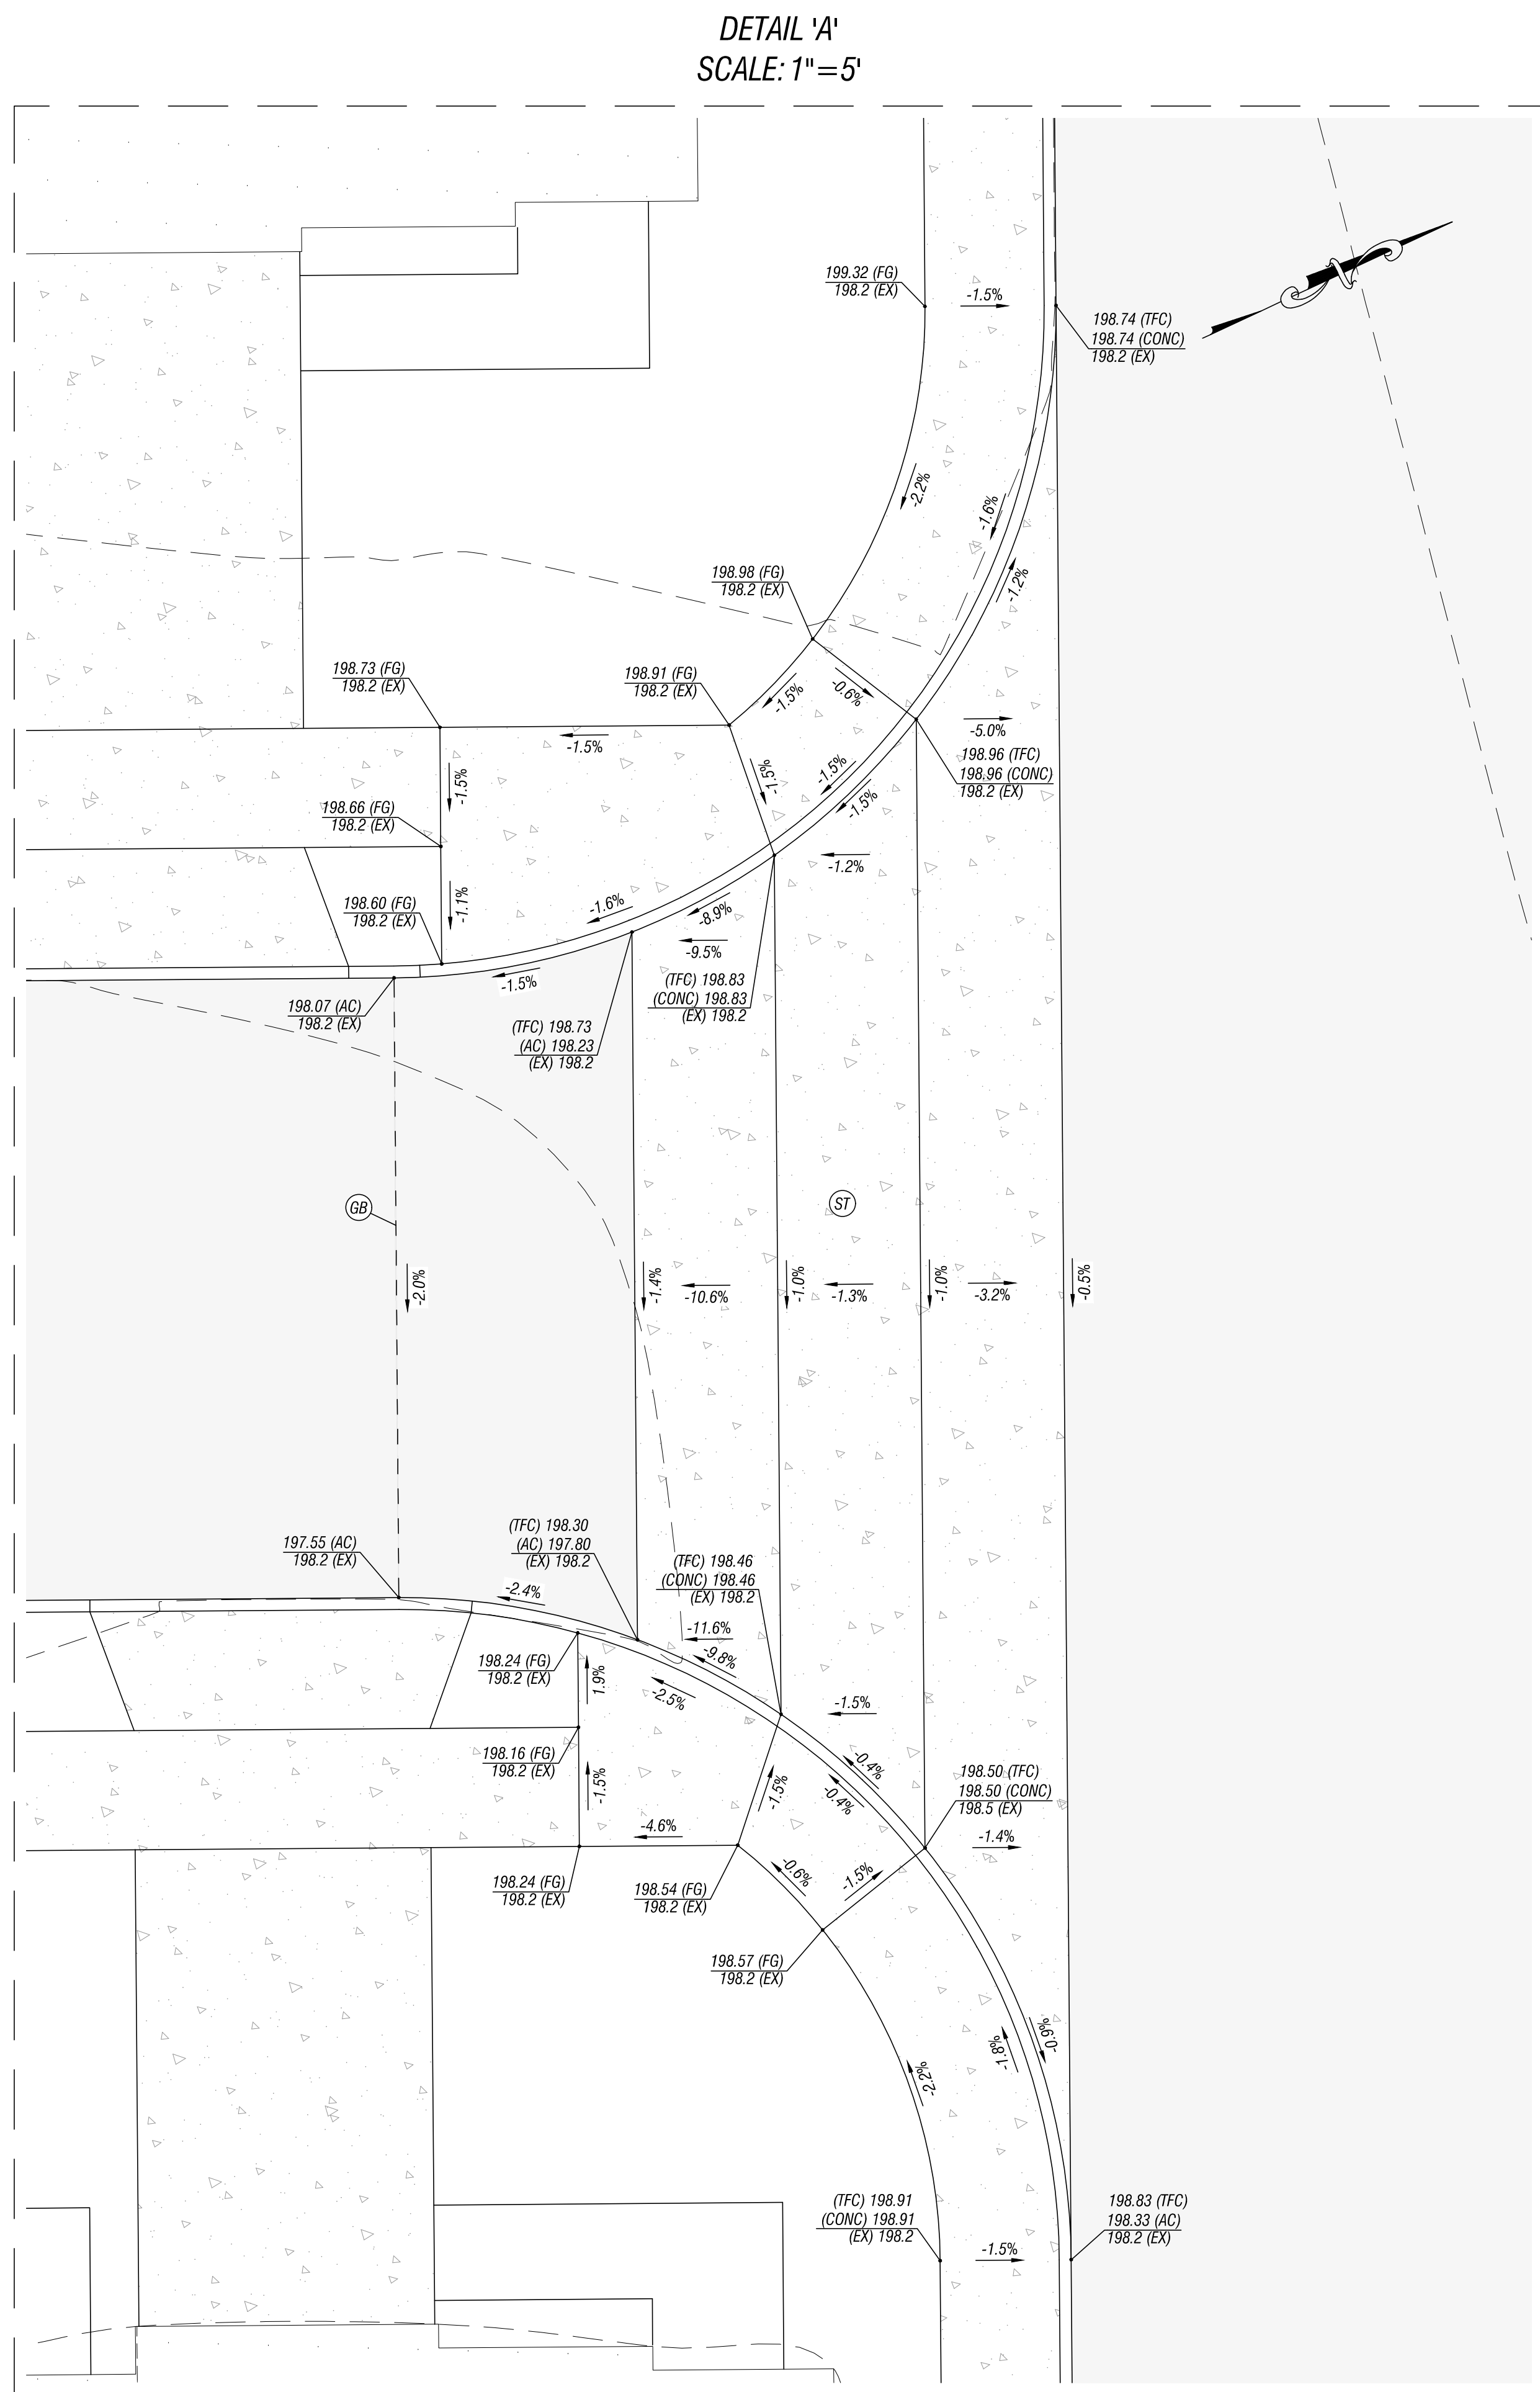 DETAIL 'A'
SCALE: 1"=5'
199.32 (FG)
198.2 (EX)
-1.5%
198.74 (TFC)
198.74 (CONC)
198.2 (EX)
N
-2.2%
-1.6%
-1.2%
198.98 (FG)
198.2 (EX)
198.73 (FG)
198.2 (EX)
198.91 (FG)
198.2 (EX)
-1.5%
-0.6%
-5.0%
-1.5%
198.96 (TFC)
198.96 (CONC)
198.2 (EX)
-1.5%
-1.5%
-1.5%
-1.5%
198.66 (FG)
198.2 (EX)
-1.2%
-1.1%
198.60 (FG)
198.2 (EX)
-1.6%
-8.9%
-9.5%
-1.5%
(TFC) 198.83
(CONC) 198.83
(EX) 198.2
198.07 (AC)
198.2 (EX)
(TFC) 198.73
(AC) 198.23
(EX) 198.2
GB
ST
-2.0%
-1.4%
-10.6%
-1.0%
-1.3%
-1.0%
-3.2%
-0.5%
197.55 (AC)
198.2 (EX)
(TFC) 198.30
(AC) 197.80
(EX) 198.2
(TFC) 198.46
(CONC) 198.46
(EX) 198.2
-2.4%
-11.6%
-9.8%
198.24 (FG)
198.2 (EX)
1.9%
-2.5%
-1.5%
198.16 (FG)
198.2 (EX)
-1.5%
-1.5%
-0.4%
-0.4%
198.50 (TFC)
198.50 (CONC)
198.5 (EX)
-4.6%
-1.4%
198.24 (FG)
198.2 (EX)
198.54 (FG)
198.2 (EX)
-0.6%
-1.5%
198.57 (FG)
198.2 (EX)
-2.2%
-1.8%
-0.9%
(TFC) 198.91
(CONC) 198.91
(EX) 198.2
198.83 (TFC)
198.33 (AC)
198.2 (EX)
-1.5%